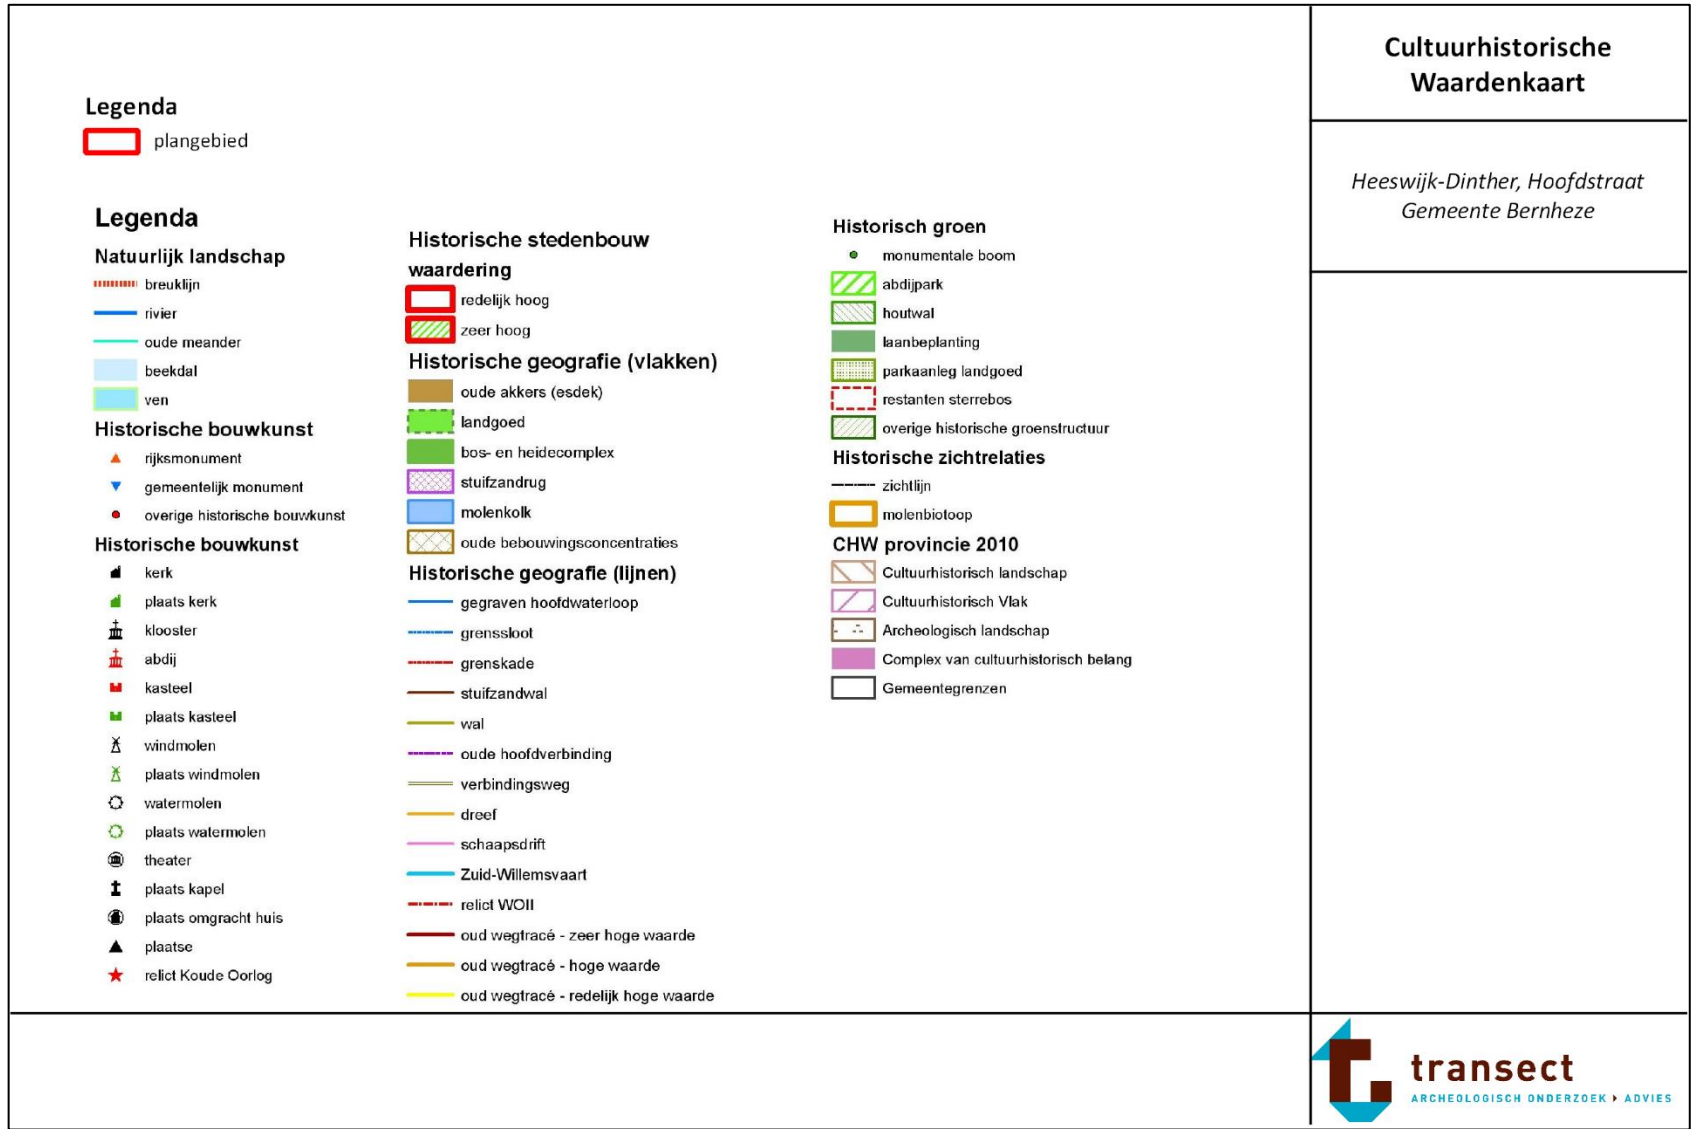 Legenda
plangebied
Legenda
Natuurlijk landschap
breuklijn
rivier
oude meander
beekdal
ven
Historische bouwkunst
rijksmonument
gemeentelijk monument
overige historische bouwkunst
Historische bouwkunst
kerk
plaats kerk
klooster
abdij
kasteel
plaats kasteel
windmolen
plaats windmolen
watermolen
plaats watermolen
theater
plaats kapel
plaats omgracht huis
plaatse
relict Koude Oorlog
Historische stedenbouw
waardering
redelijk hoog
zeer hoog
Historische geografie (vlakken)
oude akkers (esdek)
landgoed
bos- en heidecomplex
stuifzandrug
molenkolk
oude bebouwingsconcentraties
Historische geografie (lijnen)
gegraven hoofdwaterloop
grenssloot
grenskade
stuifzandwal
wal
oude hoofdverbinding
verbindingsweg
dreef
schaapsdrift
Zuid-Willemsvaart
relict WOII
oud wegtracé - zeer hoge waarde
oud wegtracé - hoge waarde
oud wegtracé - redelijk hoge waarde
Historisch groen
monumentale boom
abdijpark
houtwal
laanbeplanting
parkaanleg landgoed
restanten sterrebos
overige historische groenstructuur
Historische zichtrelaties
zichtlijn
molenbiotoop
CHW provincie 2010
Cultuurhistorisch landschap
Cultuurhistorisch Vlak
Archeologisch landschap
Complex van cultuurhistorisch belang
Gemeentegrenzen
Cultuurhistorische
Waardenkaart
Heeswijk-Dinther, Hoofdstraat
Gemeente Bernheze
transect
ARCHEOLOGISCH ONDERZOEK ▸ ADVIES